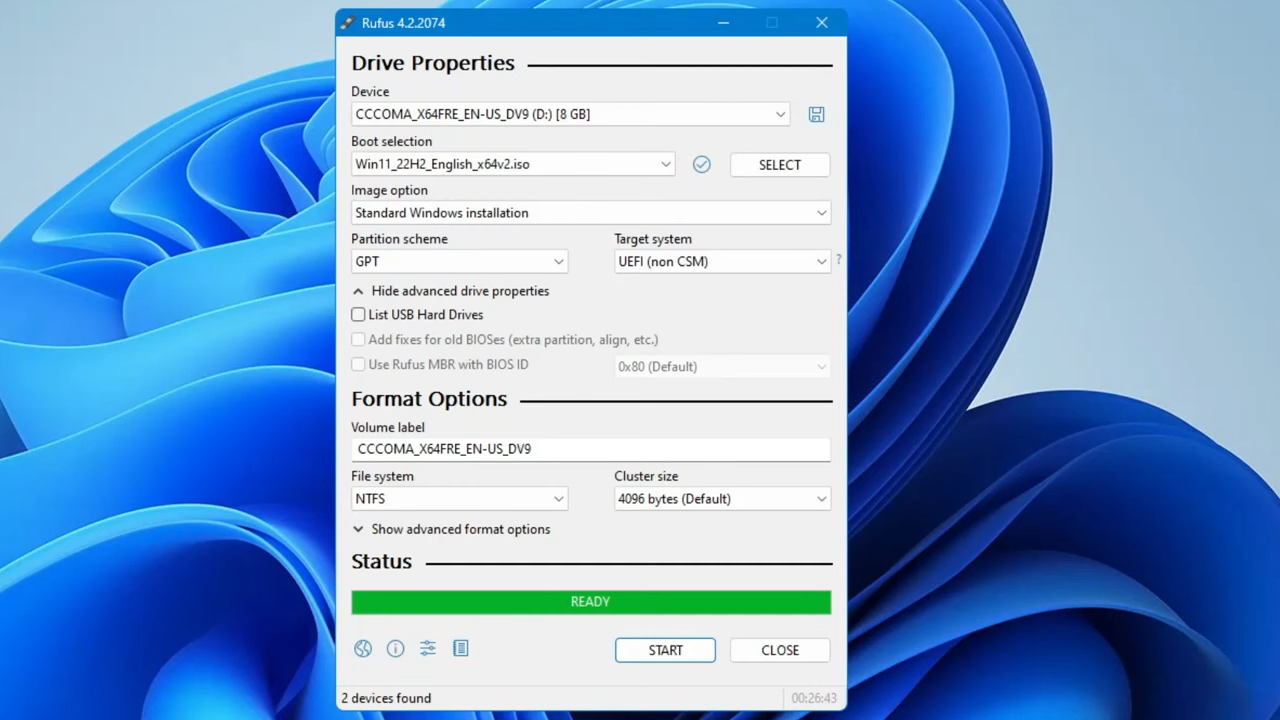 Rufus 4.2.2074
Drive Properties
Device
CCCOMA_X64FRE_EN-US_DV9 (D:) [8 GB]
Boot selection
Win11_22H2_English_x64v2.iso
SELECT
Image option
Standard Windows installation
Partition scheme
Target system
GPT
UEFI (non CSM)
?
Hide advanced drive properties
List USB Hard Drives
Add fixes for old BIOSes (extra partition, align, etc.)
Use Rufus MBR with BIOS ID
0x80 (Default)
Format Options
Volume label
CCCOMA_X64FRE_EN-US_DV9
File system
Cluster size
NTFS
4096 bytes (Default)
Show advanced format options
Status
READY
START
CLOSE
2 devices found
00:26:43